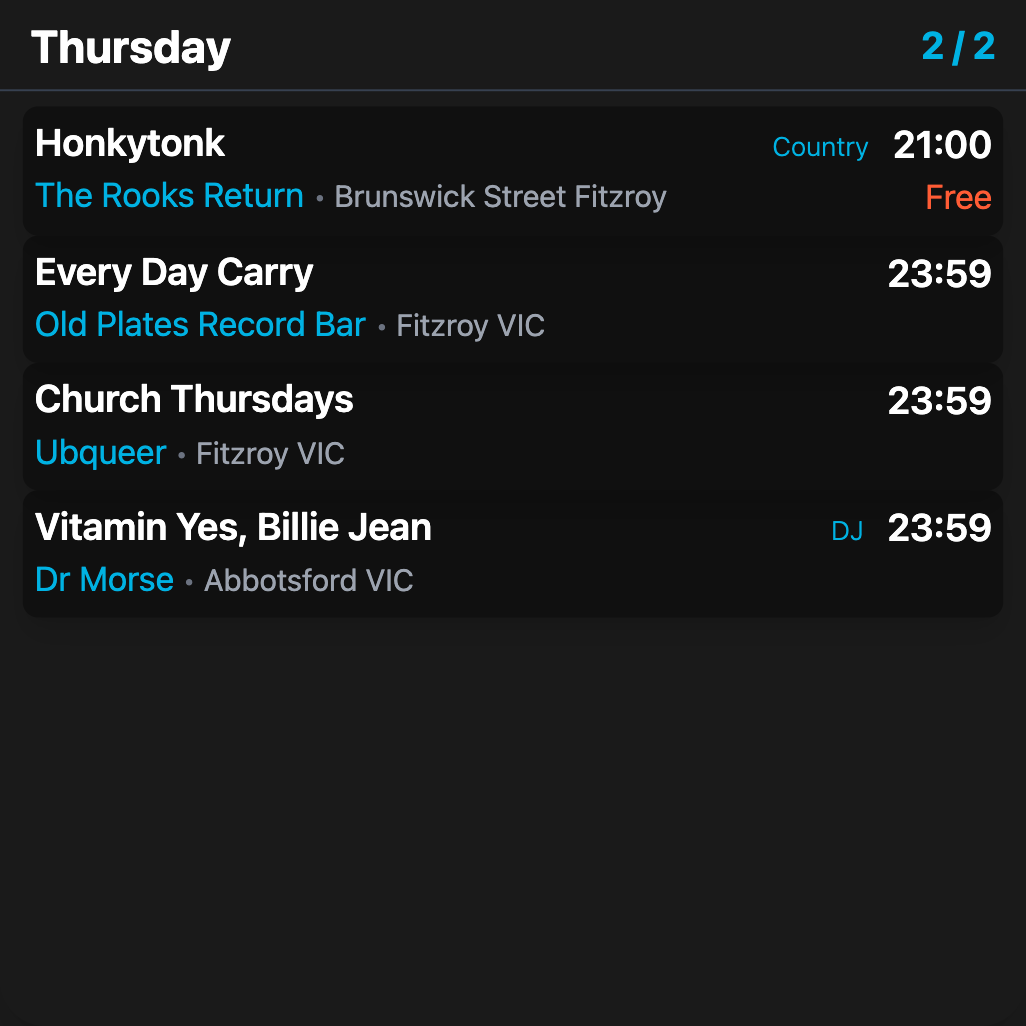 Thursday 2 / 2
Honkytonk Country 21:00
The Rooks Return • Brunswick Street Fitzroy Free
Every Day Carry 23:59
Old Plates Record Bar • Fitzroy VIC
Church Thursdays 23:59
Ubqueer • Fitzroy VIC
Vitamin Yes, Billie Jean DJ 23:59
Dr Morse • Abbotsford VIC